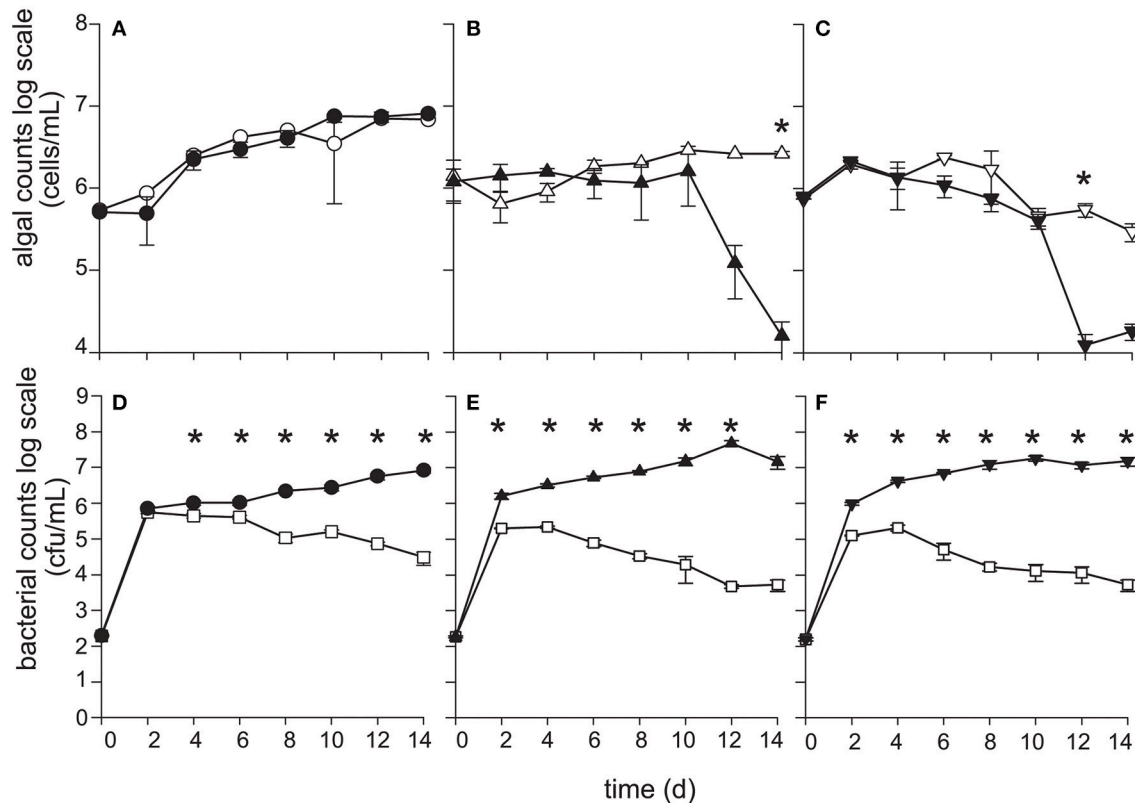 A
B
C
algal counts log scale
(cells/mL)
8
7
6
5
4
*
*
D
E
F
bacterial counts log scale
(cfu/mL)
9
8
7
6
5
4
3
2
1
0
* * * * * *
* * * * * *
* * * * * * *
0 2 4 6 8 10 12 14
0 2 4 6 8 10 12 14
0 2 4 6 8 10 12 14
time (d)